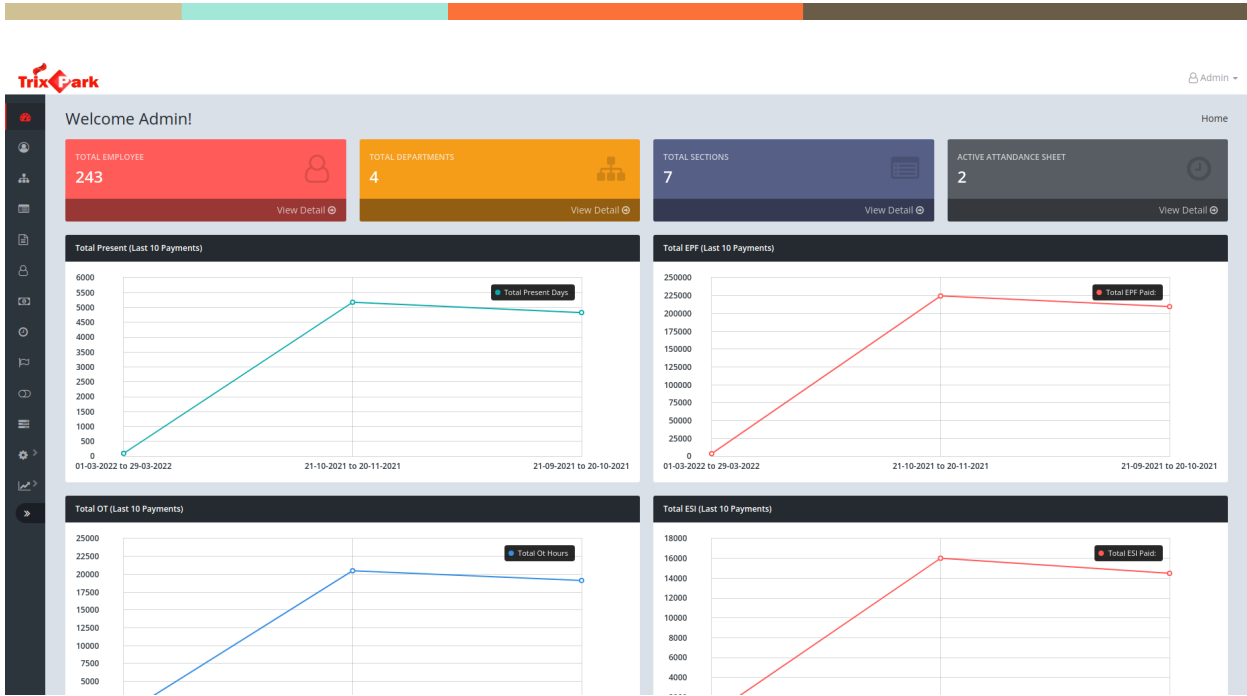 TrixPark
Admin
Welcome Admin!
Home
TOTAL EMPLOYEE
243
View Detail
TOTAL DEPARTMENTS
4
View Detail
TOTAL SECTIONS
7
View Detail
ACTIVE ATTANDANCE SHEET
2
View Detail
Total Present (Last 10 Payments)
Total Present Days
6000
5500
5000
4500
4000
3500
3000
2500
2000
1500
1000
500
0
01-03-2022 to 29-03-2022
21-10-2021 to 20-11-2021
21-09-2021 to 20-10-2021
Total EPF (Last 10 Payments)
Total EPF Paid:
250000
225000
200000
175000
150000
125000
100000
75000
50000
25000
0
01-03-2022 to 29-03-2022
21-10-2021 to 20-11-2021
21-09-2021 to 20-10-2021
Total OT (Last 10 Payments)
Total Ot Hours
25000
22500
20000
17500
15000
12500
10000
7500
5000
Total ESI (Last 10 Payments)
Total ESI Paid:
18000
16000
14000
12000
10000
8000
6000
4000